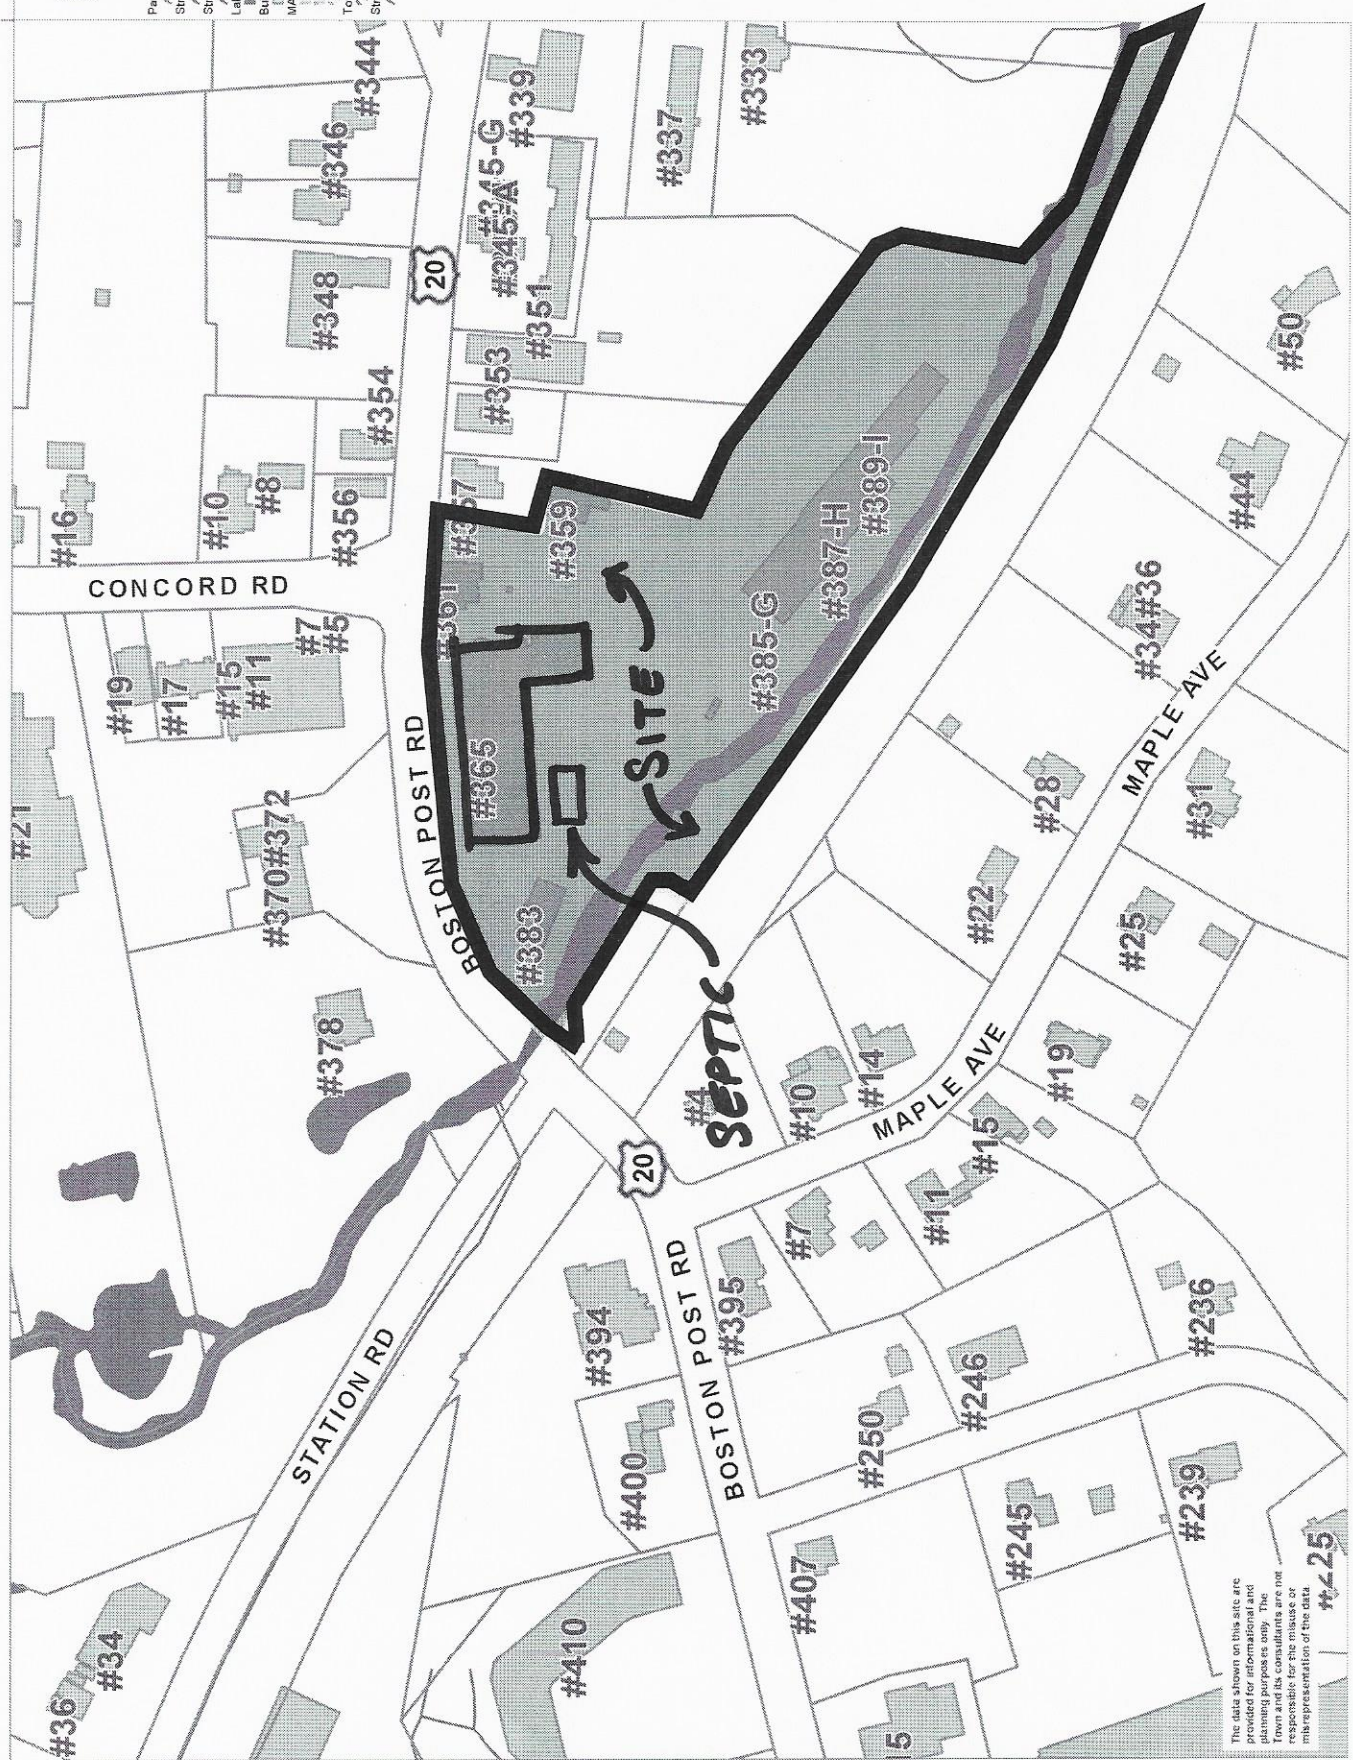 #344
#346
#348
#354
#356
#8
#10
#16
CONCORD RD
20
#339
#345-G
#345-A
#351
#353
#337
#333
#359
#365
#383
SITE
SEPTIC
#385-G
#387-H
#389-I
#19
#17
#15
#11
#7
#5
#21
#370#372
#378
BOSTON POST RD
#50
#44
#34#36
MAPLE AVE
#28
#31
#22
#25
#4
#10
#14
#19
MAPLE AVE
#15
#11
#7
20
STATION RD
#394
#395
BOSTON POST RD
#400
#250
#246
#236
#245
#239
#407
#410
#34
#36
#225
The data shown on this site are
provided for informational and
planning purposes only. The
Town and its consultants are not
responsible for the misuse or
misrepresentation of the data.